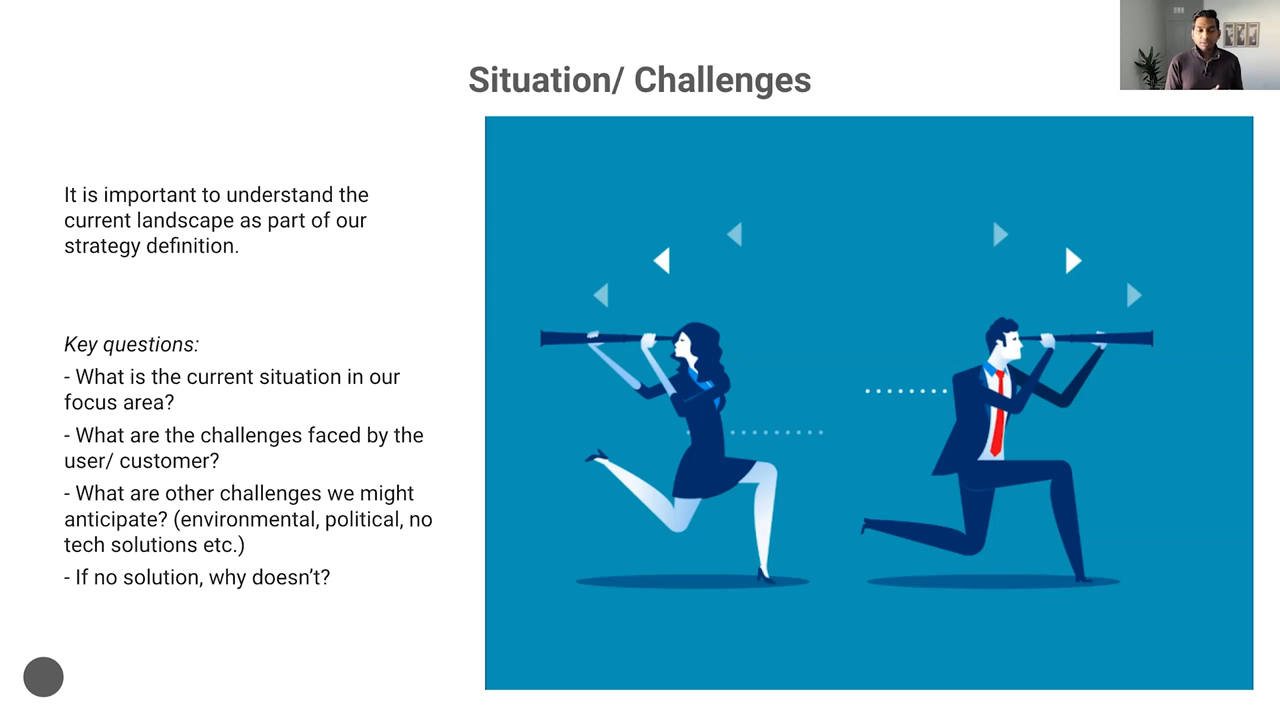 Situation/ Challenges
It is important to understand the
current landscape as part of our
strategy definition.
Key questions:
- What is the current situation in our
focus area?
- What are the challenges faced by the
user/ customer?
- What are other challenges we might
anticipate? (environmental, political, no
tech solutions etc.)
- If no solution, why doesn’t?